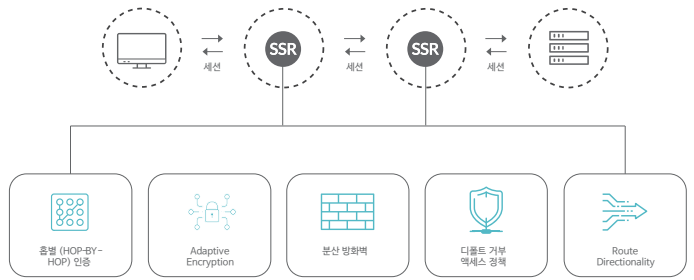 SSR
SSR
세션
세션
세션
홉별 (HOP-BY-
HOP) 인증
Adaptive
Encryption
분산 방화벽
디폴트 거부
액세스 정책
Route
Directionality